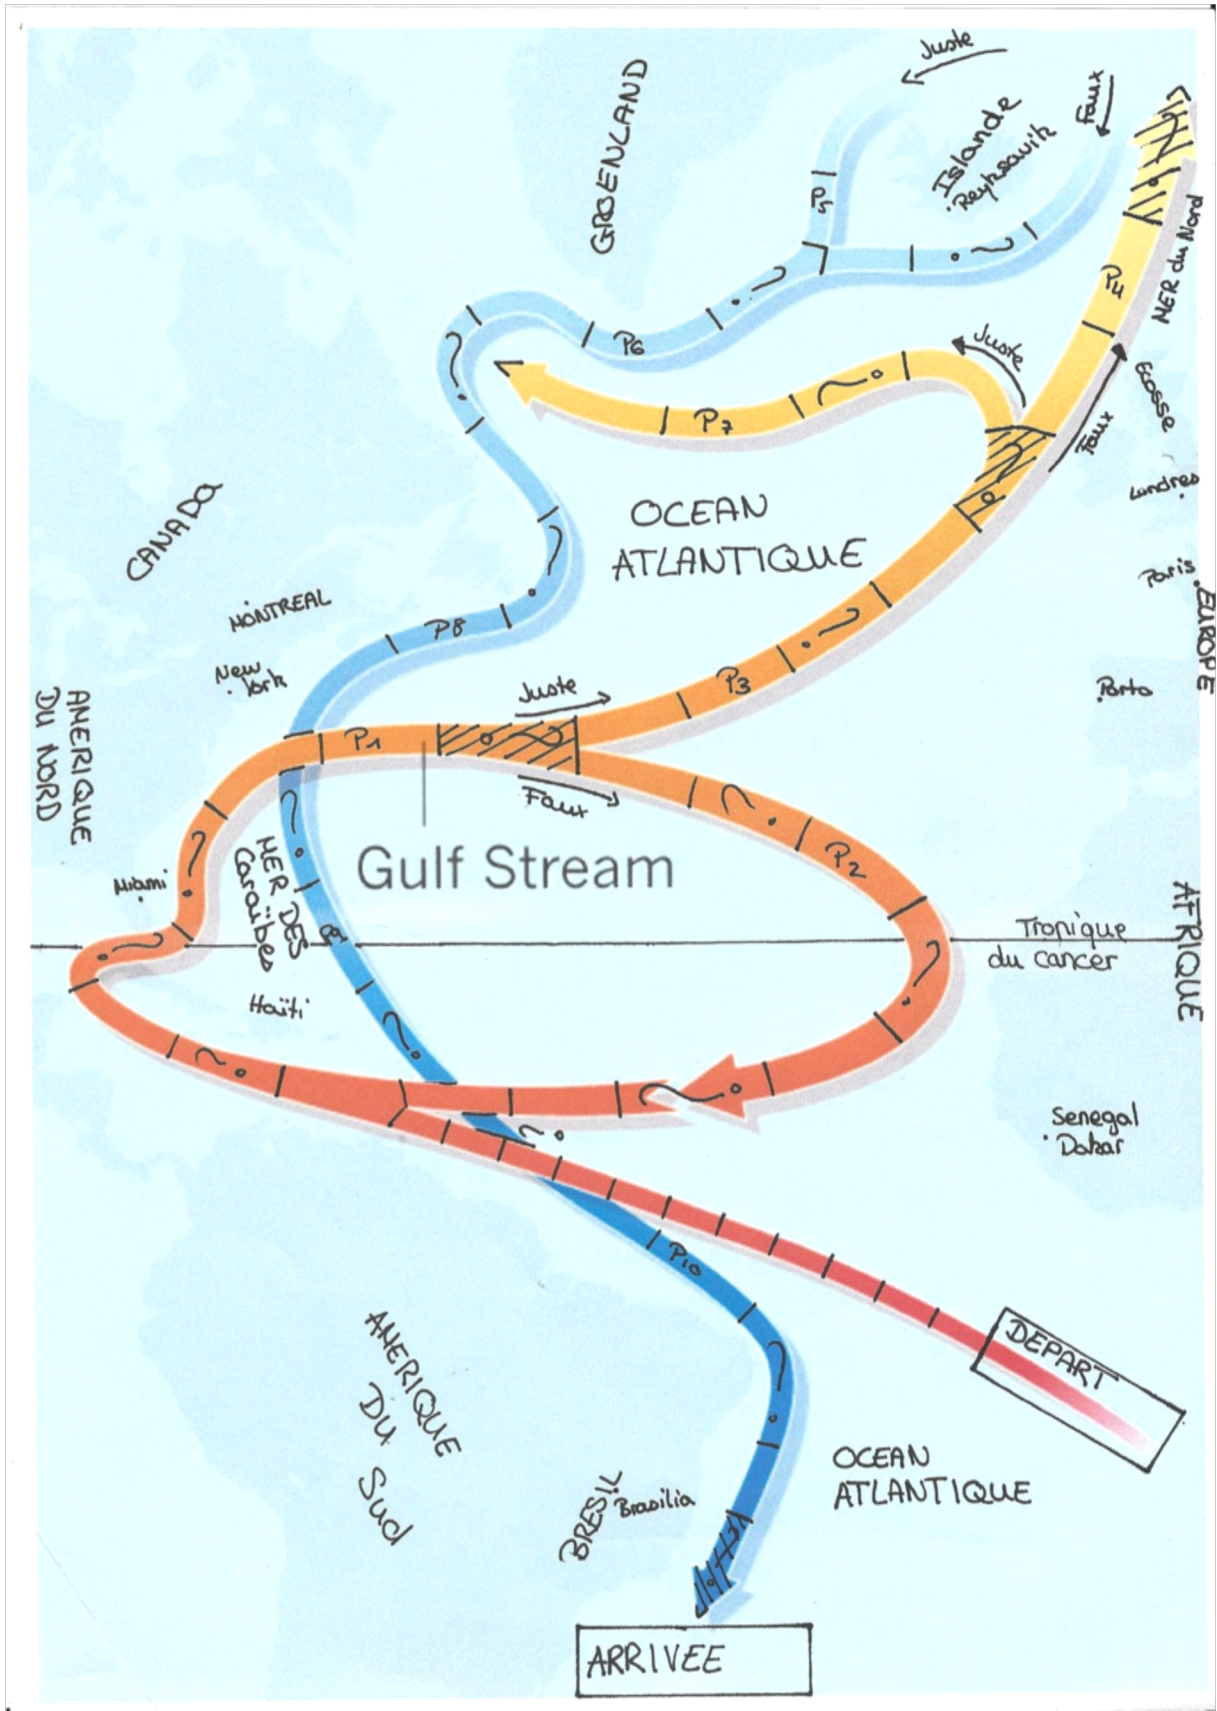 Juste
Faux
GROENLAND
Islande
Reykjavik
P5
MER du Nord
P4
?
P6
Juste
Ecosse
P7
Faux
Londres
OCEAN
ATLANTIQUE
CANADA
Paris
EUROPE
MONTREAL
P8
New
York
Porto
Juste
P3
AMERIQUE
DU NORD
P1
Faux
Gulf Stream
P2
MER DES
Caraïbes
Miami
P9
Tropique
du cancer
AFRIQUE
Haïti
Senegal
Dakar
P10
DEPART
AMERIQUE
DU
Sud
OCEAN
ATLANTIQUE
BRESIL
Brasilia
ARRIVEE